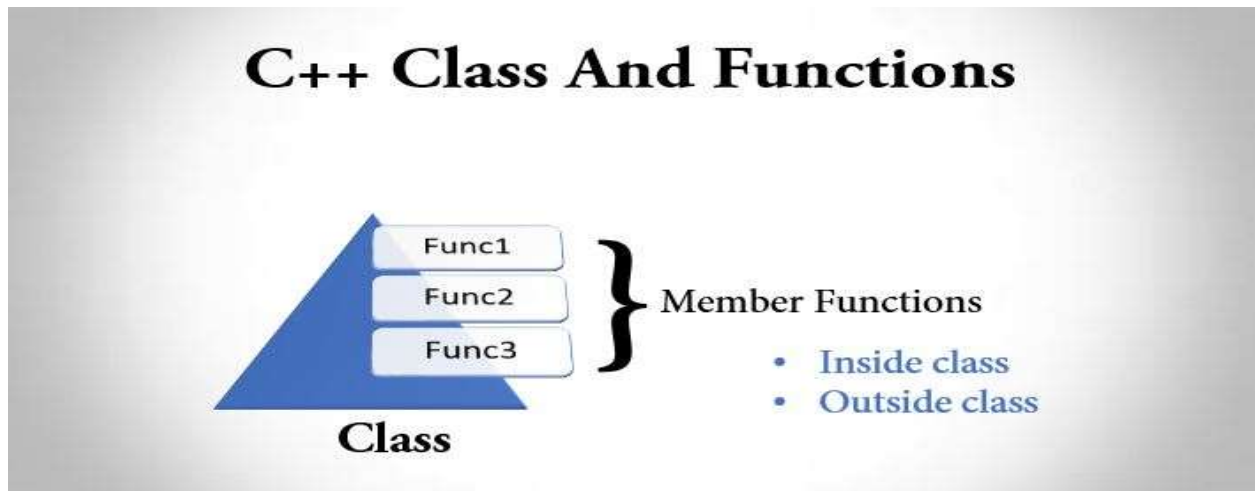 C++ Class And Functions
Func1
Func2
Func3
Member Functions
• Inside class
• Outside class
Class